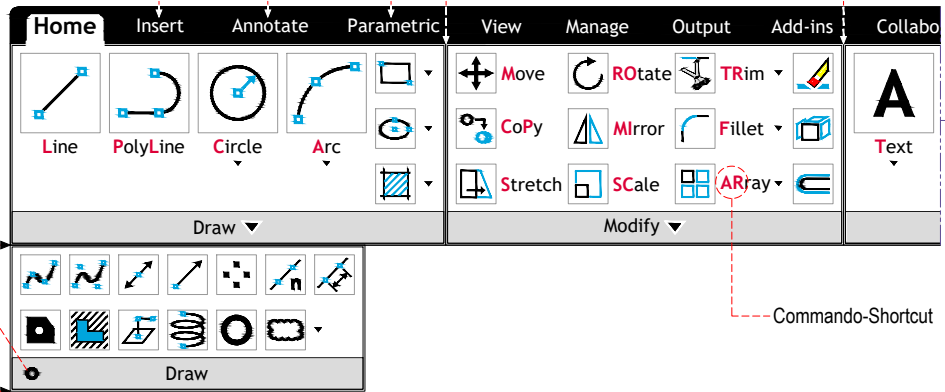 Home Insert Annotate Parametric View Manage Output Add-ins Collabo
Move ROtate TRim
CoPy MIrror Fillet
Line PolyLine Circle Arc Text
Stretch SCale ARray
Draw Modify
n
Commando-Shortcut
Draw